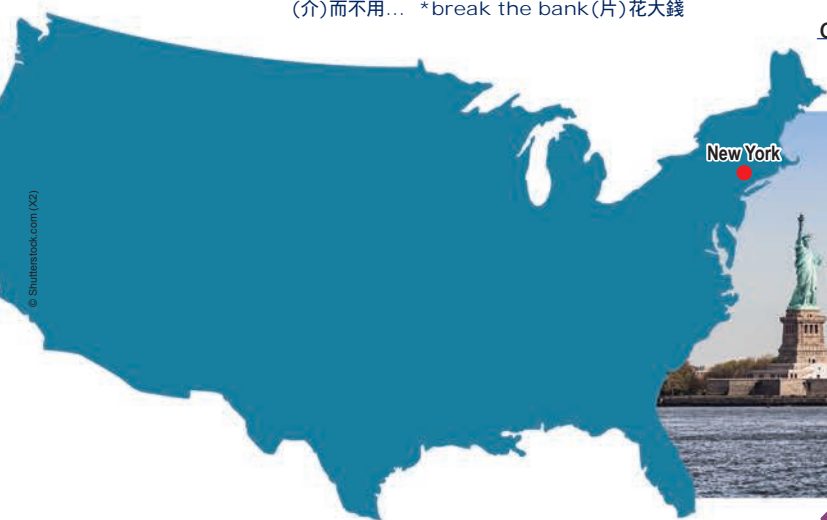 (介)而不用... *break the bank(片)花大錢
New York
© Shutterstock.com (X2)